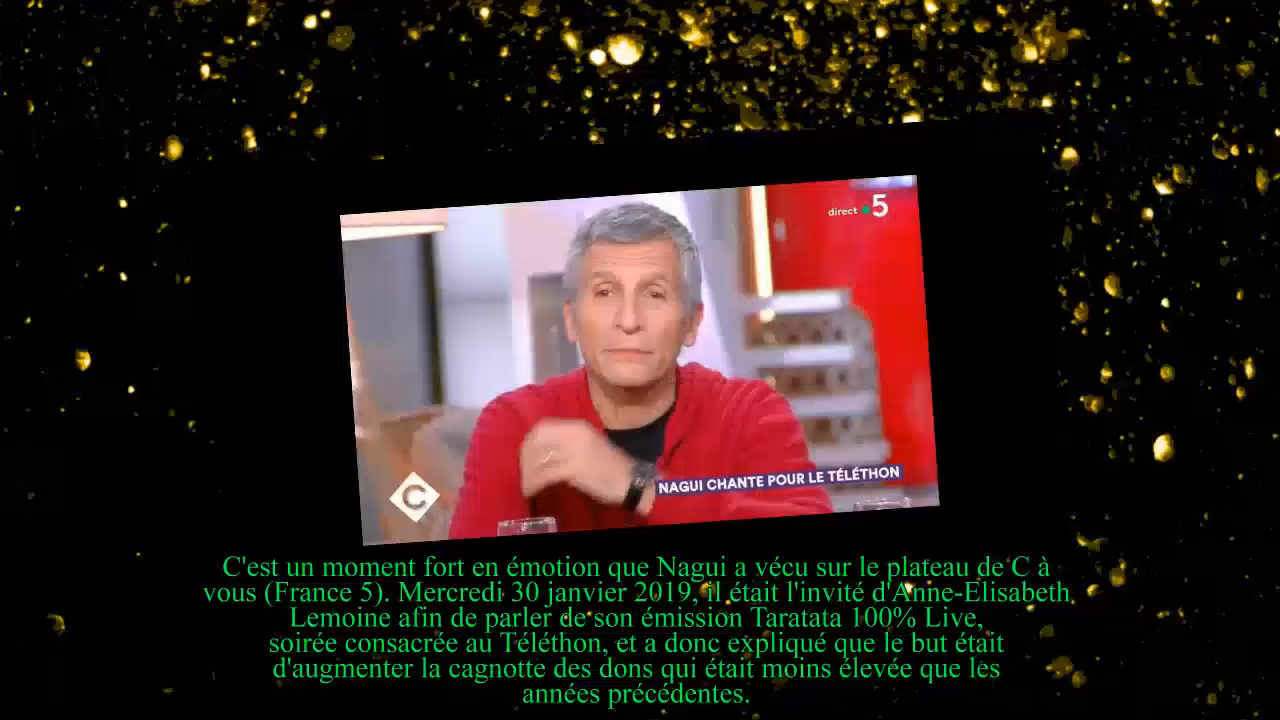 direct 5
C
NAGUI CHANTE POUR LE TÉLÉTHON
C'est un moment fort en émotion que Nagui a vécu sur le plateau de C à
vous (France 5). Mercredi 30 janvier 2019, il était l'invité d'Anne-Elisabeth
Lemoine afin de parler de son émission Taratata 100% Live,
soirée consacrée au Téléthon, et a donc expliqué que le but était
d'augmenter la cagnotte des dons qui était moins élevée que les
années précédentes.